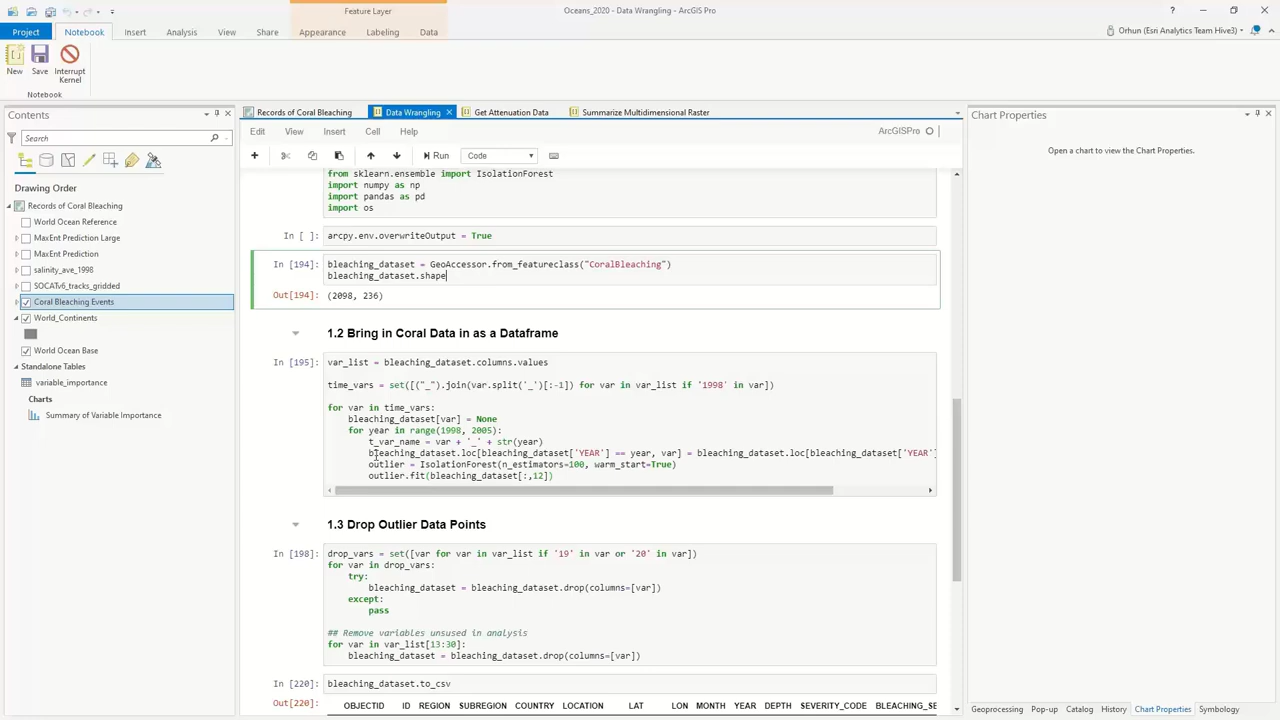 Feature Layer
Oceans_2020 - Data Wrangling - ArcGIS Pro
Project Notebook Insert Analysis View Share Appearance Labeling Data
Orhun (Esri Analytics Team Hive3)
New Save Interrupt Kernel
Notebook
Contents
Search
Drawing Order
Records of Coral Bleaching
World Ocean Reference
MaxEnt Prediction Large
MaxEnt Prediction
salinity_ave_1998
SOCATv6_tracks_gridded
Coral Bleaching Events
World_Continents
World Ocean Base
Standalone Tables
variable_importance
Charts
Summary of Variable Importance
Records of Coral Bleaching Data Wrangling Get Attenuation Data Summarize Multidimensional Raster
Edit View Insert Cell Help
ArcGISPro
Run Code
from sklearn.ensemble import IsolationForest
import numpy as np
import pandas as pd
import os
In [ ]: arcpy.env.overwriteOutput = True
In [194]: bleaching_dataset = GeoAccessor.from_featureclass("CoralBleaching")
bleaching_dataset.shape
Out[194]: (2098, 236)
1.2 Bring in Coral Data in as a Dataframe
In [195]: var_list = bleaching_dataset.columns.values
time_vars = set([("_").join(var.split('_')[:-1]) for var in var_list if '1998' in var])
for var in time_vars:
bleaching_dataset[var] = None
for year in range(1998, 2005):
t_var_name = var + '_' + str(year)
bleaching_dataset.loc[bleaching_dataset['YEAR'] == year, var] = bleaching_dataset.loc[bleaching_dataset['YEAR']
outlier = IsolationForest(n_estimators=100, warm_start=True)
outlier.fit(bleaching_dataset[:,12])
1.3 Drop Outlier Data Points
In [198]: drop_vars = set([var for var in var_list if '19' in var or '20' in var])
for var in drop_vars:
try:
bleaching_dataset = bleaching_dataset.drop(columns=[var])
except:
pass
## Remove variables unsused in analysis
for var in var_list[13:30]:
bleaching_dataset = bleaching_dataset.drop(columns=[var])
In [220]: bleaching_dataset.to_csv
Out[220]: OBJECTID ID REGION SUBREGION COUNTRY LOCATION LAT LON MONTH YEAR DEPTH SEVERITY_CODE BLEACHING_SE
Chart Properties
Open a chart to view the Chart Properties.
Geoprocessing Pop-up Catalog History Chart Properties Symbology